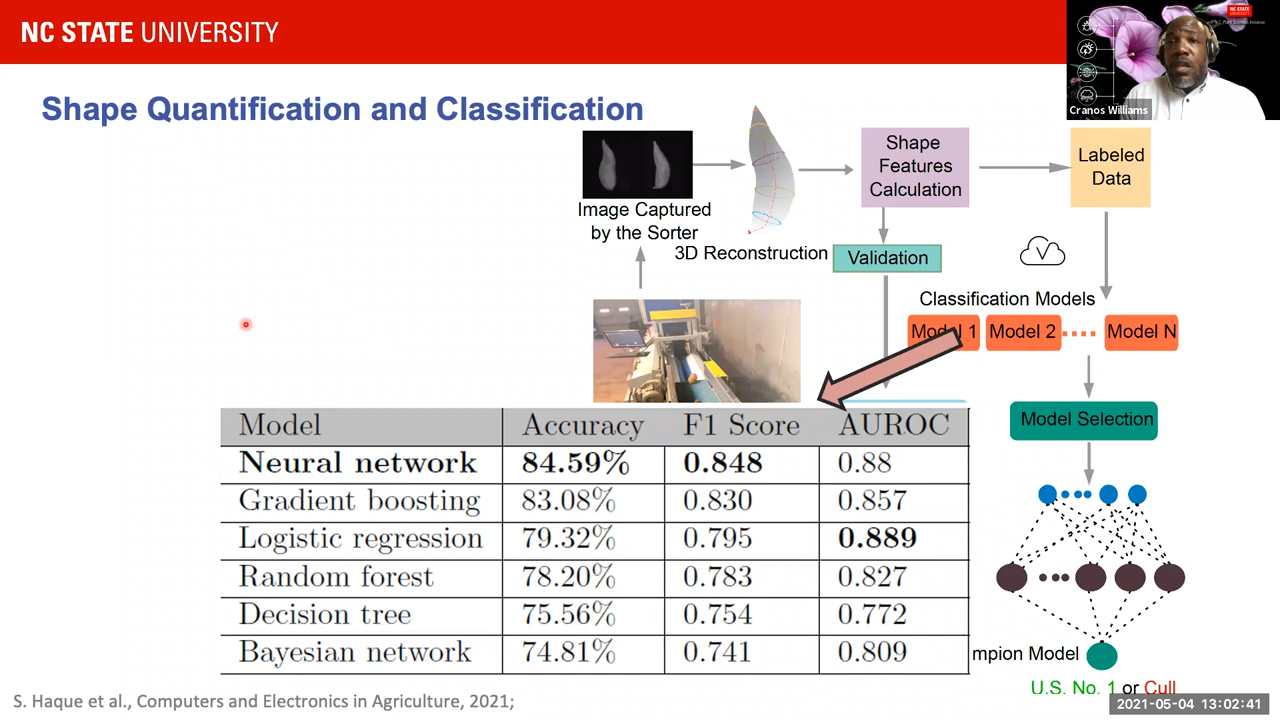 NC STATE UNIVERSITY
NC STATE
UNIVERSITY
Cranos Williams
Shape Quantification and Classification
Image Captured
by the Sorter
3D Reconstruction
Shape
Features
Calculation
Labeled
Data
Validation
Classification Models
Model 1 Model 2 Model N
Model Selection
Model Accuracy F1 Score AUROC
Neural network 84.59% 0.848 0.88
Gradient boosting 83.08% 0.830 0.857
Logistic regression 79.32% 0.795 0.889
Random forest 78.20% 0.783 0.827
Decision tree 75.56% 0.754 0.772
Bayesian network 74.81% 0.741 0.809
mpion Model
U.S. No. 1 or Cull
S. Haque et al., Computers and Electronics in Agriculture, 2021;
2021-05-04 13:02:41